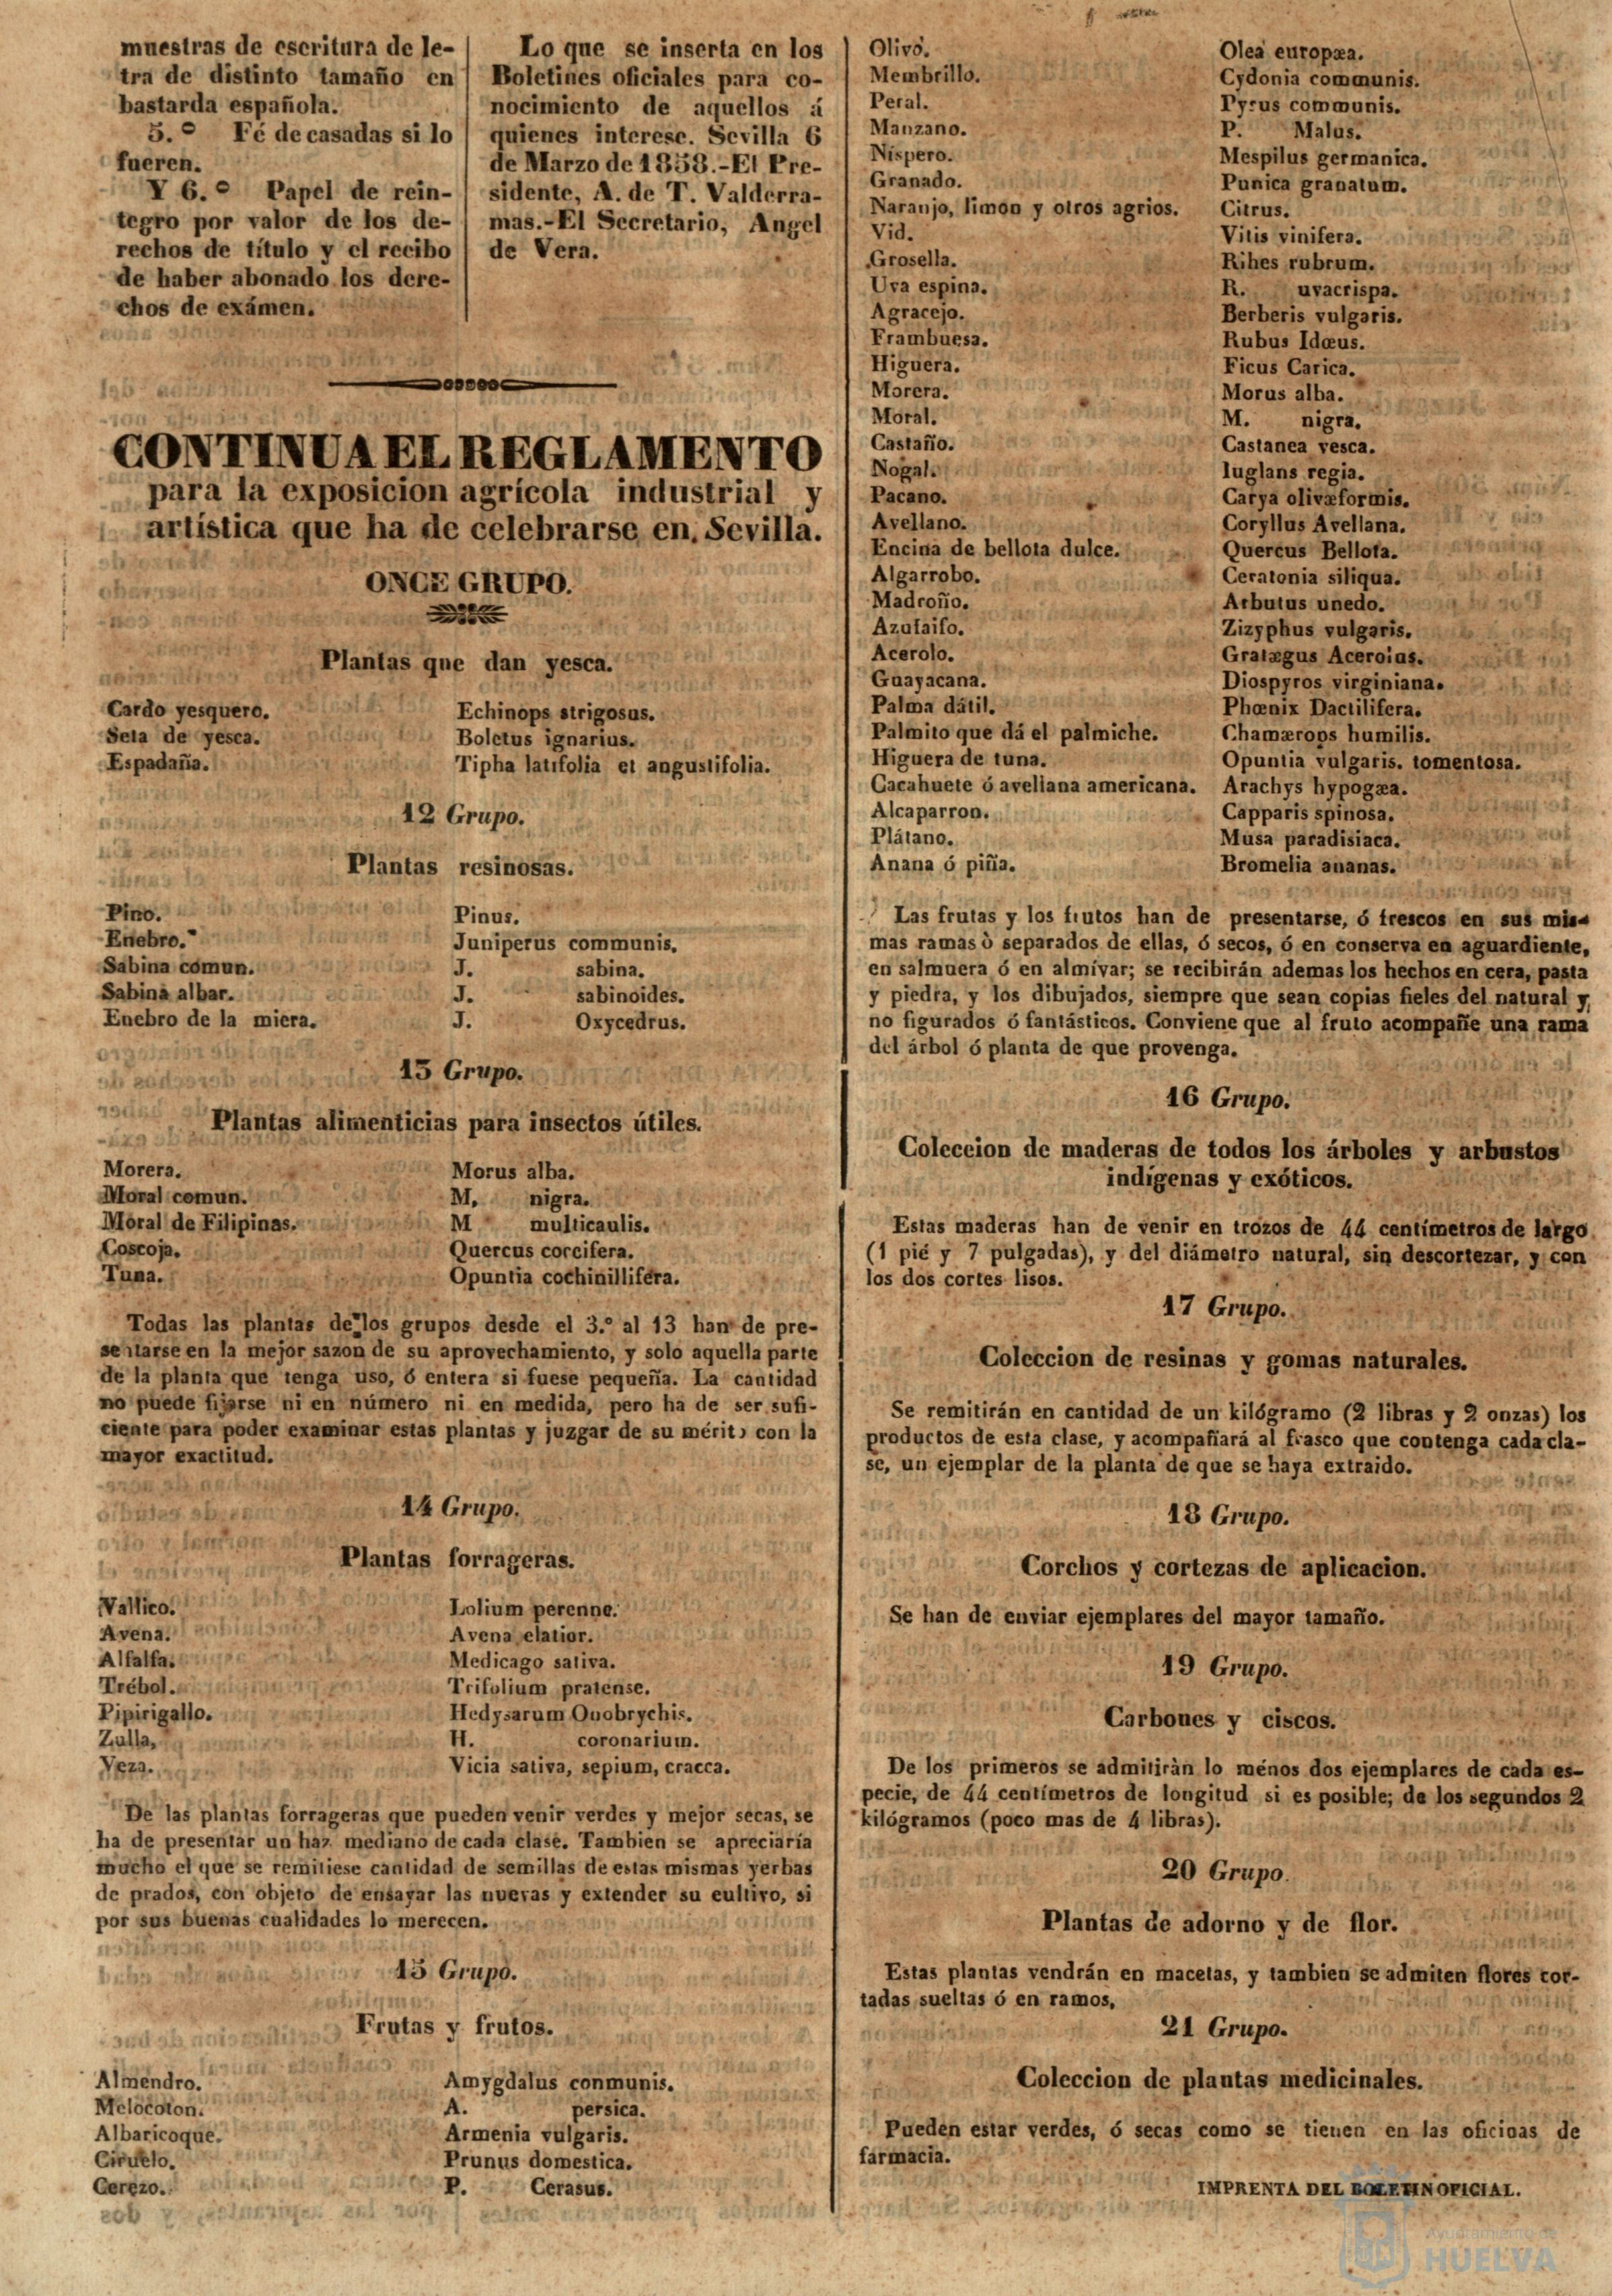 muestras de escritura de le-
tra de distinto tamaño en
bastarda española.
5.º Fé de casadas si lo
fueren.
Y 6.º Papel de rein-
tegro por valor de los de-
rechos de título y el recibo
de haber abonado los dere-
chos de exámen.
Lo que se inserta en los
Boletines oficiales para co-
nocimiento de aquellos á
quienes interese. Sevilla 6
de Marzo de 1858.-El Pre-
sidente, A. de T. Valderra-
mas.-El Secretario, Angel
de Vera.
CONTINUA EL REGLAMENTO
para la exposicion agrícola industrial y
artística que ha de celebrarse en Sevilla.
ONCE GRUPO.
Plantas que dan yesca.
Cardo yesquero. Echinops strigosus.
Seta de yesca. Boletus ignarius.
Espadaña. Tipha latifolia et angustifolia.
12 Grupo.
Plantas resinosas.
Pino. Pinus.
Enebro. Juniperus communis.
Sabina comun. J. sabina.
Sabina albar. J. sabinoides.
Enebro de la miera. J. Oxycedrus.
13 Grupo.
Plantas alimenticias para insectos útiles.
Morera. Morus alba.
Moral comun. M, nigra.
Moral de Filipinas. M multicaulis.
Coscoja. Quercus corcifera.
Tuna. Opuntia cochinillifera.
Todas las plantas de los grupos desde el 3.º al 13 han de pre-
sentarse en la mejor sazon de su aprovechamiento, y solo aquella parte
de la planta que tenga uso, ó entera si fuese pequeña. La cantidad
no puede fijarse ni en número ni en medida, pero ha de ser sufi-
ciente para poder examinar estas plantas y juzgar de su mérito con la
mayor exactitud.
14 Grupo.
Plantas forrageras.
Vallico. Lolium perenne.
Avena. Avena elatior.
Alfalfa. Medicago sativa.
Trébol. Trifolium pratense.
Pipirigallo. Hedysarum Onobrychis.
Zulla, H. coronarium.
Veza. Vicia sativa, sepium, cracca.
De las plantas forrageras que pueden venir verdes y mejor secas, se
ha de presentar un haz mediano de cada clase. Tambien se apreciaría
mucho el que se remitiese cantidad de semillas de estas mismas yerbas
de prados, con objeto de ensayar las nuevas y extender su cultivo, si
por sus buenas cualidades lo merecen.
15 Grupo.
Frutas y frutos.
Almendro. Amygdalus conmunis.
Melocoton. A. persica.
Albaricoque. Armenia vulgaris.
Ciruelo. Prunus domestica.
Cerezo. P. Cerasus.
Olivo. Olea europæa.
Membrillo. Cydonia communis.
Peral. Pyrus communis.
Manzano. P. Malus.
Níspero. Mespilus germanica.
Granado. Punica granatum.
Naranjo, limon y otros agrios. Citrus.
Vid. Vitis vinifera.
Grosella. Rihes rubrum.
Uva espina. R. uvacrispa.
Agracejo. Berberis vulgaris.
Frambuesa. Rubus Idœus.
Higuera. Ficus Carica.
Morera. Morus alba.
Moral. M. nigra.
Castaño. Castanea vesca.
Nogal. Iuglans regia.
Pacano. Carya olivæformis.
Avellano. Coryllus Avellana.
Encina de bellota dulce. Quercus Bellota.
Algarrobo. Ceratonia siliqua.
Madroño. Arbutus unedo.
Azufaifo. Zizyphus vulgaris.
Acerolo. Gratægus Acerolas.
Guayacana. Diospyros virginiana.
Palma dátil. Phœnix Dactilifera.
Palmito que dá el palmiche. Chamærops humilis.
Higuera de tuna. Opuntia vulgaris. tomentosa.
Cacahuete ó avellana americana. Arachys hypogæa.
Alcaparron. Capparis spinosa.
Plátano. Musa paradisiaca.
Anana ó piña. Bromelia ananas.
Las frutas y los frutos han de presentarse, ó frescos en sus mis-
mas ramas ò separados de ellas, ó secos, ó en conserva en aguardiente,
en salmuera ó en almívar; se recibirán ademas los hechos en cera, pasta
y piedra, y los dibujados, siempre que sean copias fieles del natural y
no figurados ó fantásticos. Conviene que al fruto acompañe una rama
del árbol ó planta de que provenga.
16 Grupo.
Coleccion de maderas de todos los árboles y arbustos
indígenas y exóticos.
Estas maderas han de venir en trozos de 44 centímetros de largo
(1 pié y 7 pulgadas), y del diámetro natural, sin descortezar, y con
los dos cortes lisos.
17 Grupo.
Coleccion de resinas y gomas naturales.
Se remitirán en cantidad de un kilógramo (2 libras y 2 onzas) los
productos de esta clase, y acompañará al frasco que contenga cada cla-
se, un ejemplar de la planta de que se haya extraido.
18 Grupo.
Corchos y cortezas de aplicacion.
Se han de enviar ejemplares del mayor tamaño.
19 Grupo.
Carbones y ciscos.
De los primeros se admitiràn lo ménos dos ejemplares de cada es-
pecie, de 44 centímetros de longitud si es posible; de los segundos 2
kilógramos (poco mas de 4 libras).
20 Grupo.
Plantas de adorno y de flor.
Estas plantas vendrán en macetas, y tambien se admiten flores cor-
tadas sueltas ó en ramos,
21 Grupo.
Coleccion de plantas medicinales.
Pueden estar verdes, ó secas como se tienen en las oficinas de
farmacia.
IMPRENTA DEL BOLETIN OFICIAL.
Ayuntamiento de
HUELVA